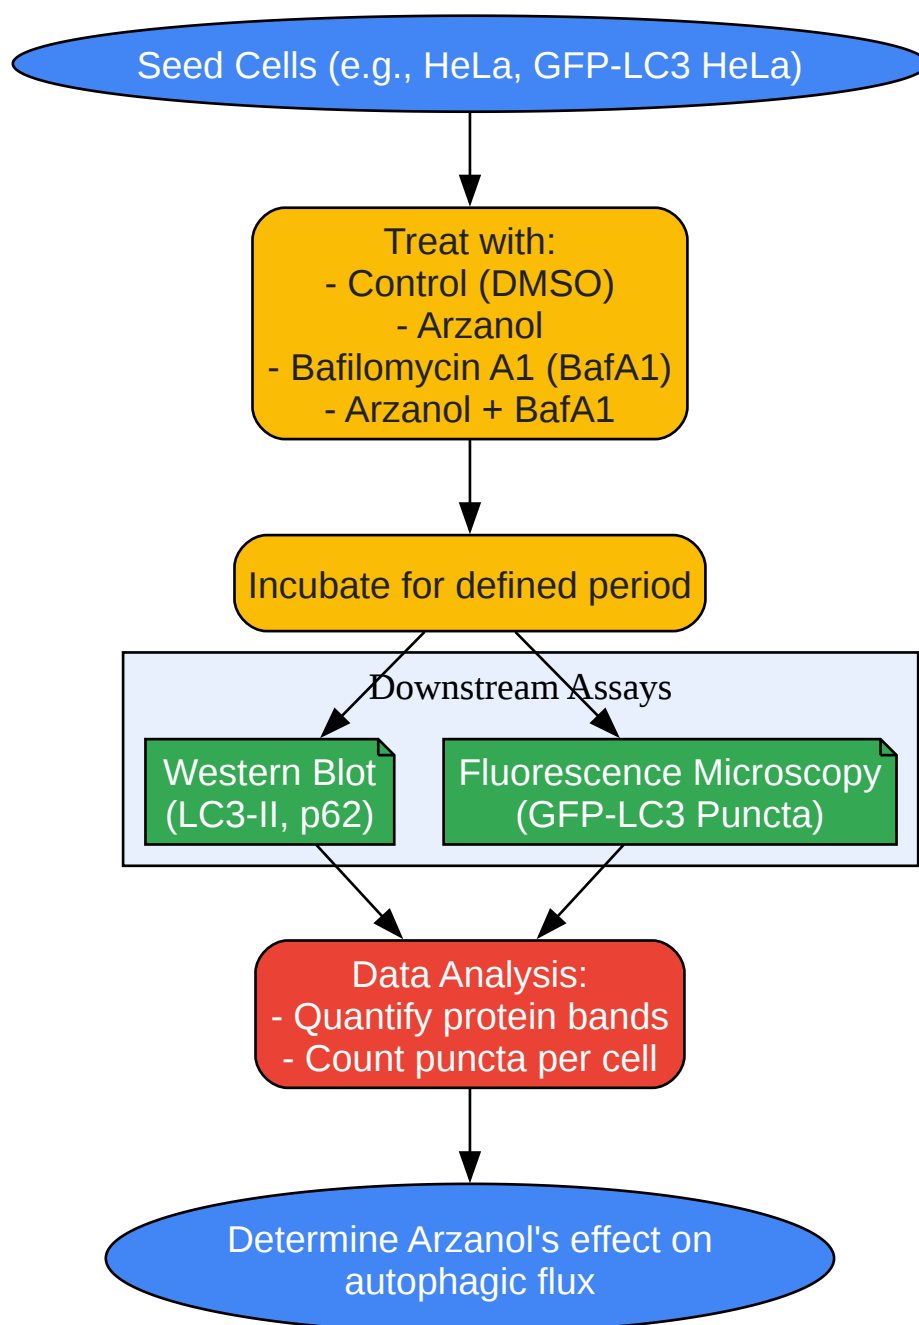 Seed Cells (e.g., HeLa, GFP-LC3 HeLa)
Treat with:
- Control (DMSO)
- Arzanol
- Bafilomycin A1 (BafA1)
- Arzanol + BafA1
Incubate for defined period
Downstream Assays
Western Blot
(LC3-II, p62)
Fluorescence Microscopy
(GFP-LC3 Puncta)
Data Analysis:
- Quantify protein bands
- Count puncta per cell
Determine Arzanol's effect on
autophagic flux